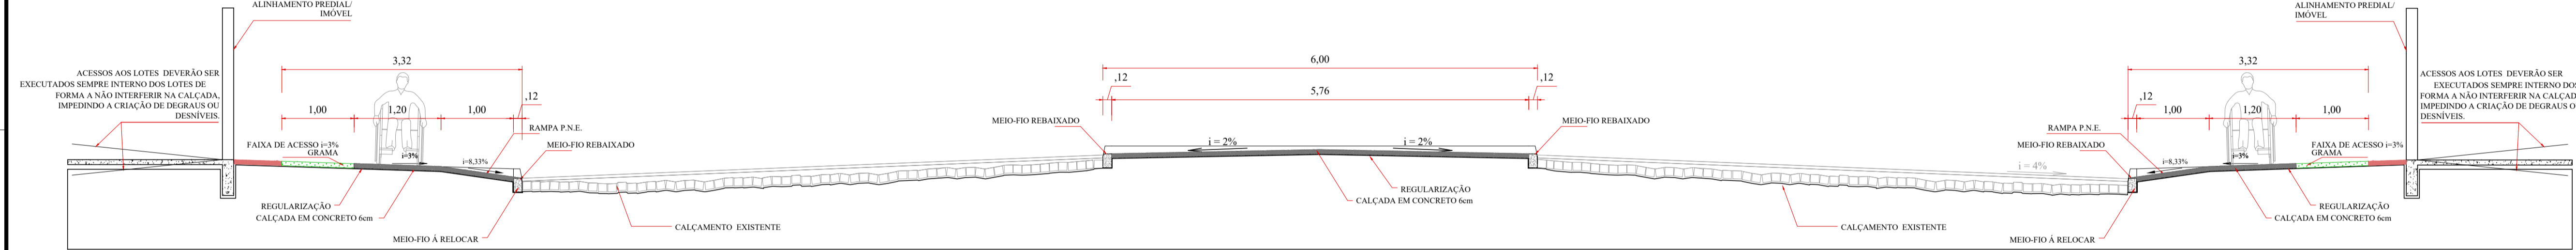 ALINHAMENTO PREDIAL/
IMÓVEL
ACESSOS AOS LOTES DEVERÃO SER
EXECUTADOS SEMPRE INTERNO DOS LOTES DE
FORMA A NÃO INTERFERIR NA CALÇADA,
IMPEDINDO A CRIAÇÃO DE DEGRAUS OU
DESNÍVEIS.
3,32
1,00
1,20
1,00
,12
RAMPA P.N.E.
MEIO-FIO REBAIXADO
FAIXA DE ACESSO i=3%
GRAMA
i=3%
i=8,33%
REGULARIZAÇÃO
CALÇADA EM CONCRETO 6cm
MEIO-FIO Á RELOCAR
CALÇAMENTO EXISTENTE
6,00
,12
5,76
,12
MEIO-FIO REBAIXADO
MEIO-FIO REBAIXADO
i = 2%
i = 2%
REGULARIZAÇÃO
CALÇADA EM CONCRETO 6cm
i = 4%
CALÇAMENTO EXISTENTE
ALINHAMENTO PREDIAL/
IMÓVEL
3,32
,12
1,00
1,20
1,00
RAMPA P.N.E.
MEIO-FIO REBAIXADO
i=8,33%
i=3%
FAIXA DE ACESSO i=3%
GRAMA
REGULARIZAÇÃO
CALÇADA EM CONCRETO 6cm
MEIO-FIO Á RELOCAR
ACESSOS AOS LOTES DEVERÃO SER
EXECUTADOS SEMPRE INTERNO DOS
FORMA A NÃO INTERFERIR NA CALÇAD
IMPEDINDO A CRIAÇÃO DE DEGRAUS O
DESNÍVEIS.